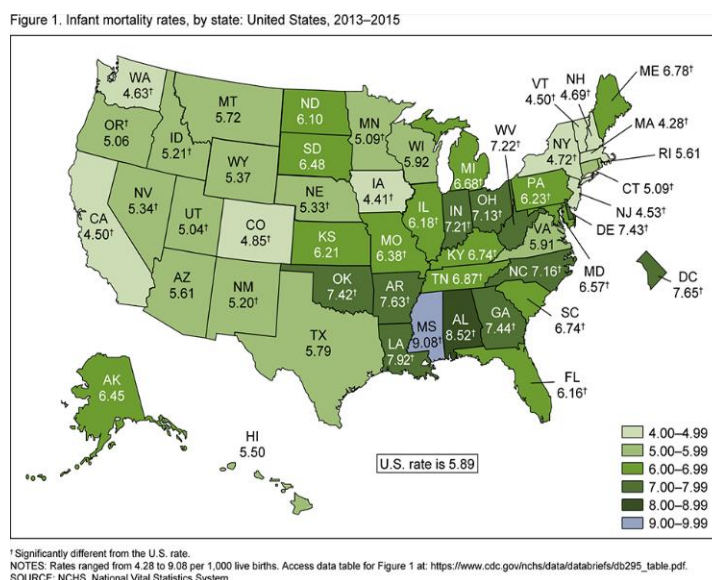 Figure 1. Infant mortality rates, by state: United States, 2013–2015
WA
4.63†
OR†
5.06
CA
4.50†
NV
5.34†
ID
5.21†
MT
5.72
WY
5.37
UT
5.04†
AZ
5.61
CO
4.85†
NM
5.20†
ND
6.10
SD
6.48
NE
5.33†
KS
6.21
OK
7.42†
TX
5.79
MN
5.09†
IA
4.41†
MO
6.38†
AR
7.63†
LA
7.92†
WI
5.92
IL
6.18†
MI
6.68†
IN
7.21†
OH
7.13†
KY 6.74†
TN 6.87†
MS
9.08†
AL
8.52†
GA
7.44†
FL
6.16†
SC
6.74†
NC 7.16†
VA
5.91
WV
7.22†
PA
6.23†
NY
4.72†
VT
4.50†
NH
4.69†
ME 6.78†
MA 4.28†
RI 5.61
CT 5.09†
NJ 4.53†
DE 7.43†
MD
6.57†
DC
7.65†
AK
6.45
HI
5.50
U.S. rate is 5.89
4.00–4.99
5.00–5.99
6.00–6.99
7.00–7.99
8.00–8.99
9.00–9.99
† Significantly different from the U.S. rate.
NOTES: Rates ranged from 4.28 to 9.08 per 1,000 live births. Access data table for Figure 1 at: https://www.cdc.gov/nchs/data/databriefs/db295_table.pdf.
SOURCE: NCHS, National Vital Statistics System